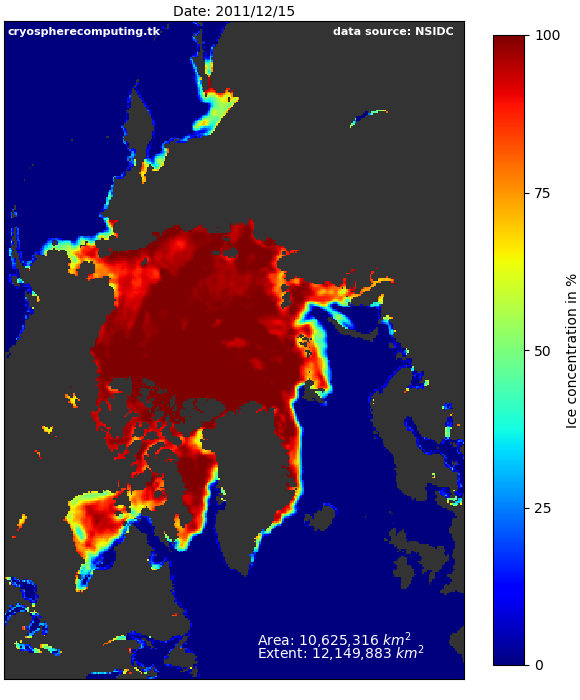 Date: 2011/12/15
cryospherecomputing.tk
data source: NSIDC
100
75
50
25
0
Ice concentration in %
Area: 10,625,316 km²
Extent: 12,149,883 km²